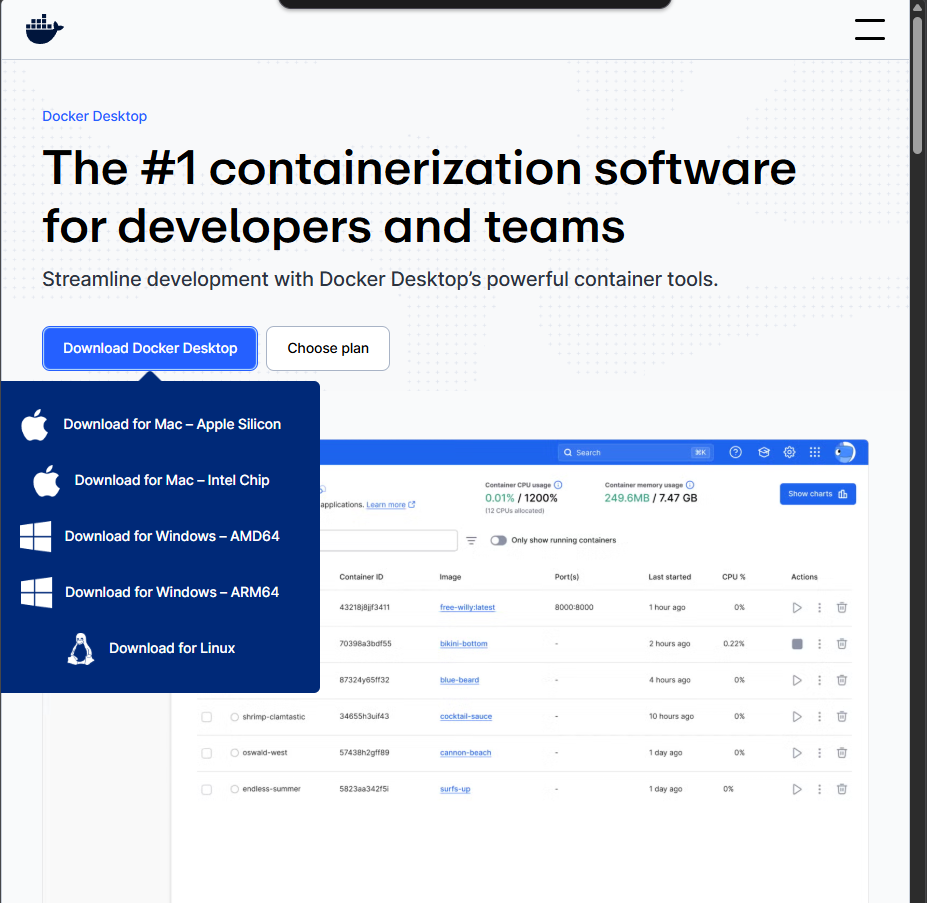 Docker Desktop
The #1 containerization software
for developers and teams
Streamline development with Docker Desktop's powerful container tools.
Download Docker Desktop
Choose plan
Download for Mac – Apple Silicon
Download for Mac – Intel Chip
Download for Windows – AMD64
Download for Windows – ARM64
Download for Linux
Search
⌘K
applications. Learn more
Container CPU usage
0.01% / 1200%
(12 CPUs allocated)
Container memory usage
249.6MB / 7.47 GB
Show charts
Only show running containers
Container ID Image Port(s) Last started CPU % Actions
43218j8jjf3411 free-willy:latest 8000:8000 1 hour ago 0%
70398a3bdf55 bikini-bottom - 2 hours ago 0.22%
87324y65ff32 blue-beard - 4 hours ago 0%
shrimp-clamtastic 34655h3uif43 cocktail-sauce - 10 hours ago 0%
oswald-west 57438h2gff89 cannon-beach - 1 day ago 0%
endless-summer 5823aa342f5i surfs-up - 1 day ago 0%